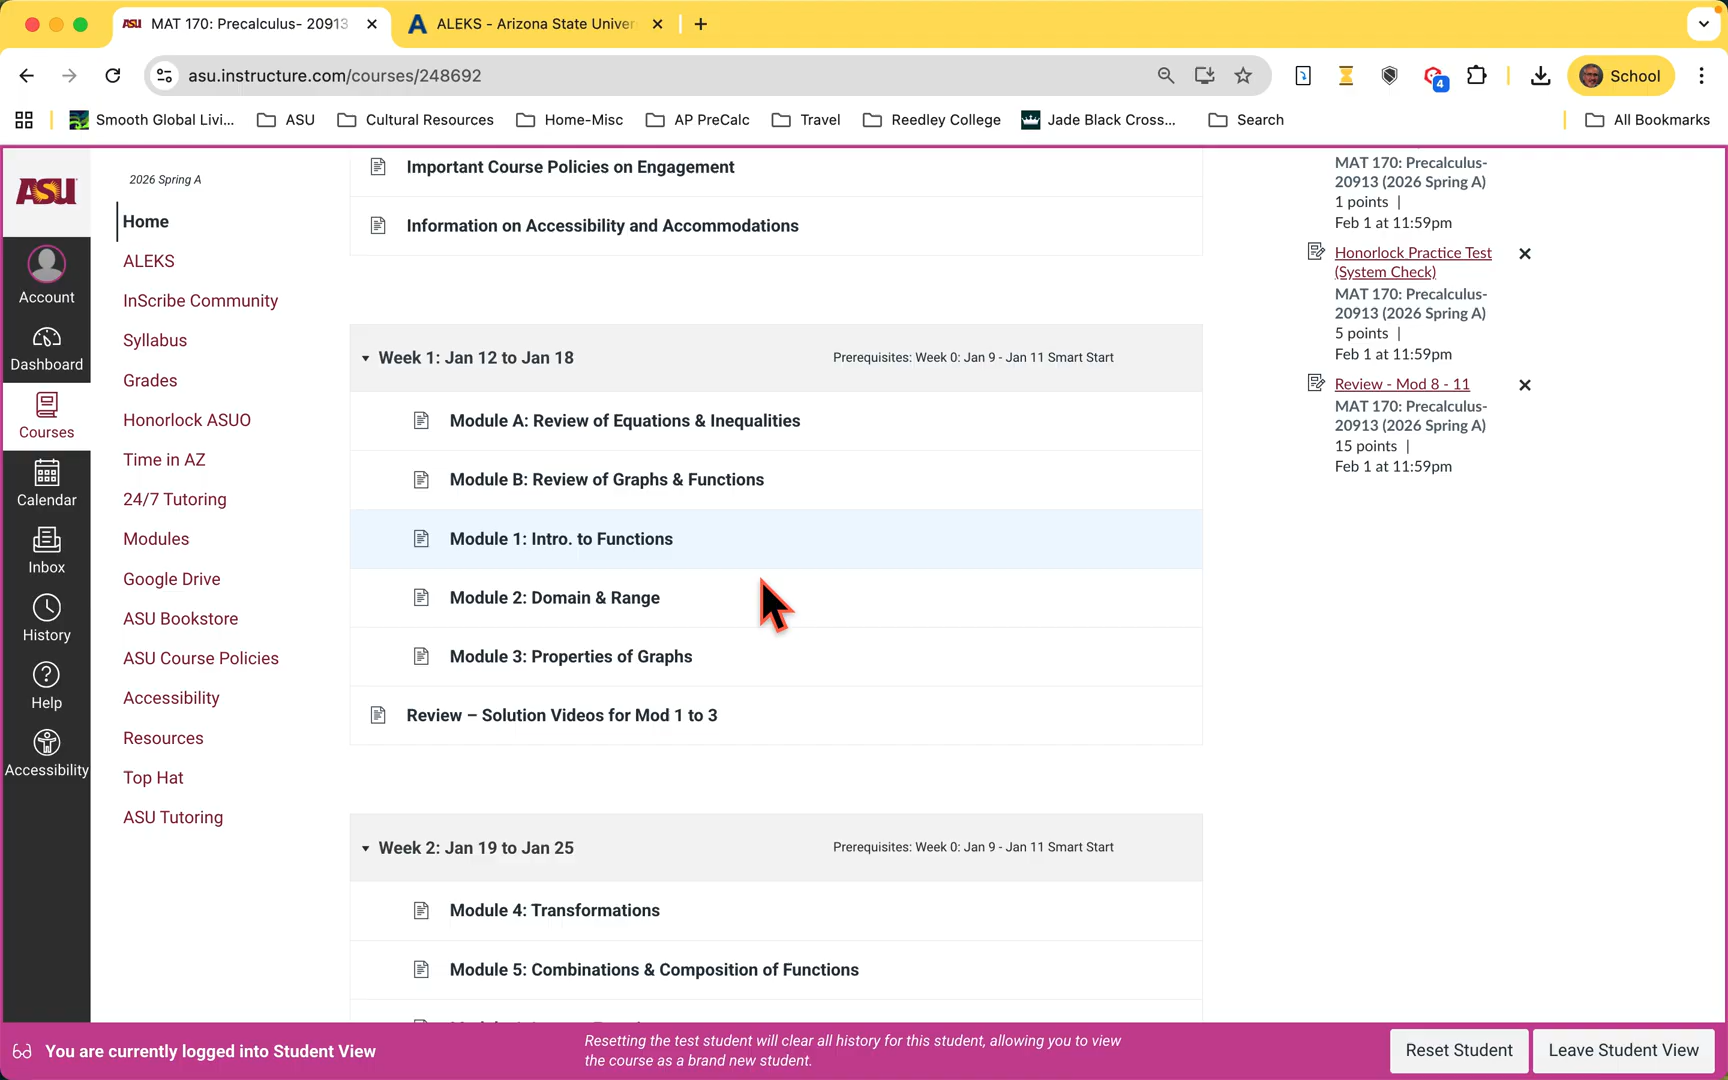 ASU MAT 170: Precalculus- 20913
ALEKS - Arizona State Univer
asu.instructure.com/courses/248692
4
School
Smooth Global Livi...
ASU
Cultural Resources
Home-Misc
AP PreCalc
Travel
Reedley College
Jade Black Cross...
Search
All Bookmarks
ASU
Account
Dashboard
Courses
Calendar
Inbox
History
Help
Accessibility
2026 Spring A
Home
ALEKS
InScribe Community
Syllabus
Grades
Honorlock ASUO
Time in AZ
24/7 Tutoring
Modules
Google Drive
ASU Bookstore
ASU Course Policies
Accessibility
Resources
Top Hat
ASU Tutoring
Important Course Policies on Engagement
Information on Accessibility and Accommodations
Week 1: Jan 12 to Jan 18
Prerequisites: Week 0: Jan 9 - Jan 11 Smart Start
Module A: Review of Equations & Inequalities
Module B: Review of Graphs & Functions
Module 1: Intro. to Functions
Module 2: Domain & Range
Module 3: Properties of Graphs
Review – Solution Videos for Mod 1 to 3
Week 2: Jan 19 to Jan 25
Prerequisites: Week 0: Jan 9 - Jan 11 Smart Start
Module 4: Transformations
Module 5: Combinations & Composition of Functions
MAT 170: Precalculus-
20913 (2026 Spring A)
1 points |
Feb 1 at 11:59pm
Honorlock Practice Test
(System Check)
MAT 170: Precalculus-
20913 (2026 Spring A)
5 points |
Feb 1 at 11:59pm
Review - Mod 8 - 11
MAT 170: Precalculus-
20913 (2026 Spring A)
15 points |
Feb 1 at 11:59pm
You are currently logged into Student View
Resetting the test student will clear all history for this student, allowing you to view
the course as a brand new student.
Reset Student
Leave Student View